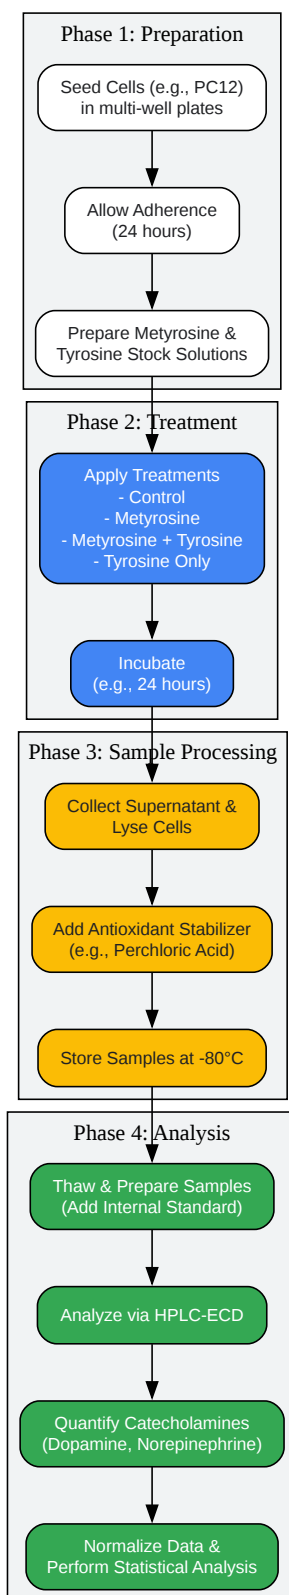 Phase 1: Preparation
Seed Cells (e.g., PC12)
in multi-well plates
Allow Adherence
(24 hours)
Prepare Metyrosine &
Tyrosine Stock Solutions
Phase 2: Treatment
Apply Treatments
- Control
- Metyrosine
- Metyrosine + Tyrosine
- Tyrosine Only
Incubate
(e.g., 24 hours)
Phase 3: Sample Processing
Collect Supernatant &
Lyse Cells
Add Antioxidant Stabilizer
(e.g., Perchloric Acid)
Store Samples at -80°C
Phase 4: Analysis
Thaw & Prepare Samples
(Add Internal Standard)
Analyze via HPLC-ECD
Quantify Catecholamines
(Dopamine, Norepinephrine)
Normalize Data &
Perform Statistical Analysis